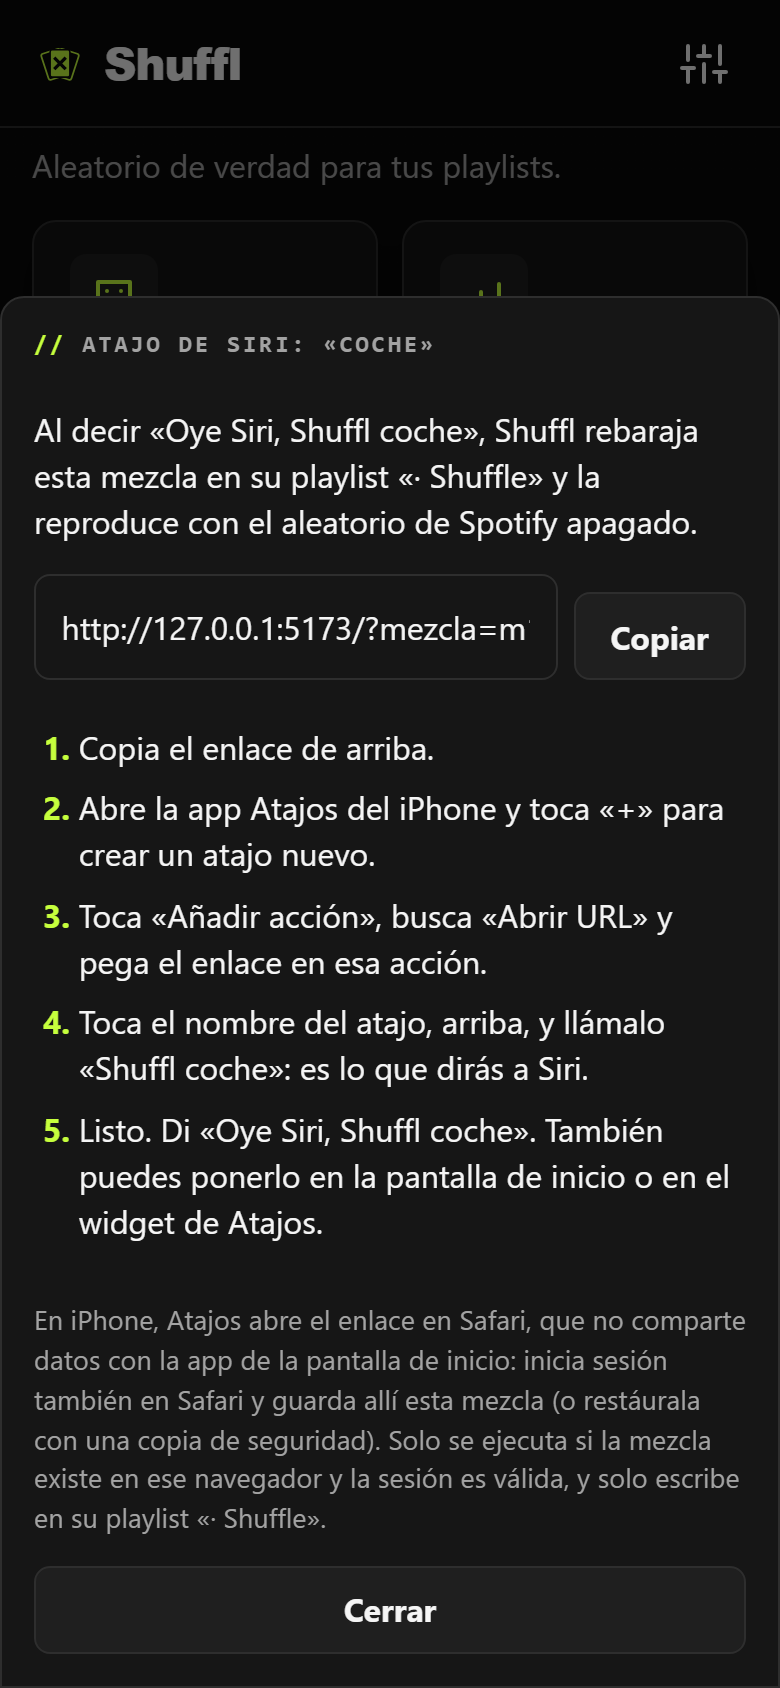 Shuffl
Aleatorio de verdad para tus playlists.
// ATAJO DE SIRI: «COCHE»
Al decir «Oye Siri, Shuffl coche», Shuffl rebaraja
esta mezcla en su playlist «· Shuffle» y la
reproduce con el aleatorio de Spotify apagado.
http://127.0.0.1:5173/?mezcla=m
Copiar
1. Copia el enlace de arriba.
2. Abre la app Atajos del iPhone y toca «+» para
crear un atajo nuevo.
3. Toca «Añadir acción», busca «Abrir URL» y
pega el enlace en esa acción.
4. Toca el nombre del atajo, arriba, y llámalo
«Shuffl coche»: es lo que dirás a Siri.
5. Listo. Di «Oye Siri, Shuffl coche». También
puedes ponerlo en la pantalla de inicio o en el
widget de Atajos.
En iPhone, Atajos abre el enlace en Safari, que no comparte
datos con la app de la pantalla de inicio: inicia sesión
también en Safari y guarda allí esta mezcla (o restáurala
con una copia de seguridad). Solo se ejecuta si la mezcla
existe en ese navegador y la sesión es válida, y solo escribe
en su playlist «· Shuffle».
Cerrar